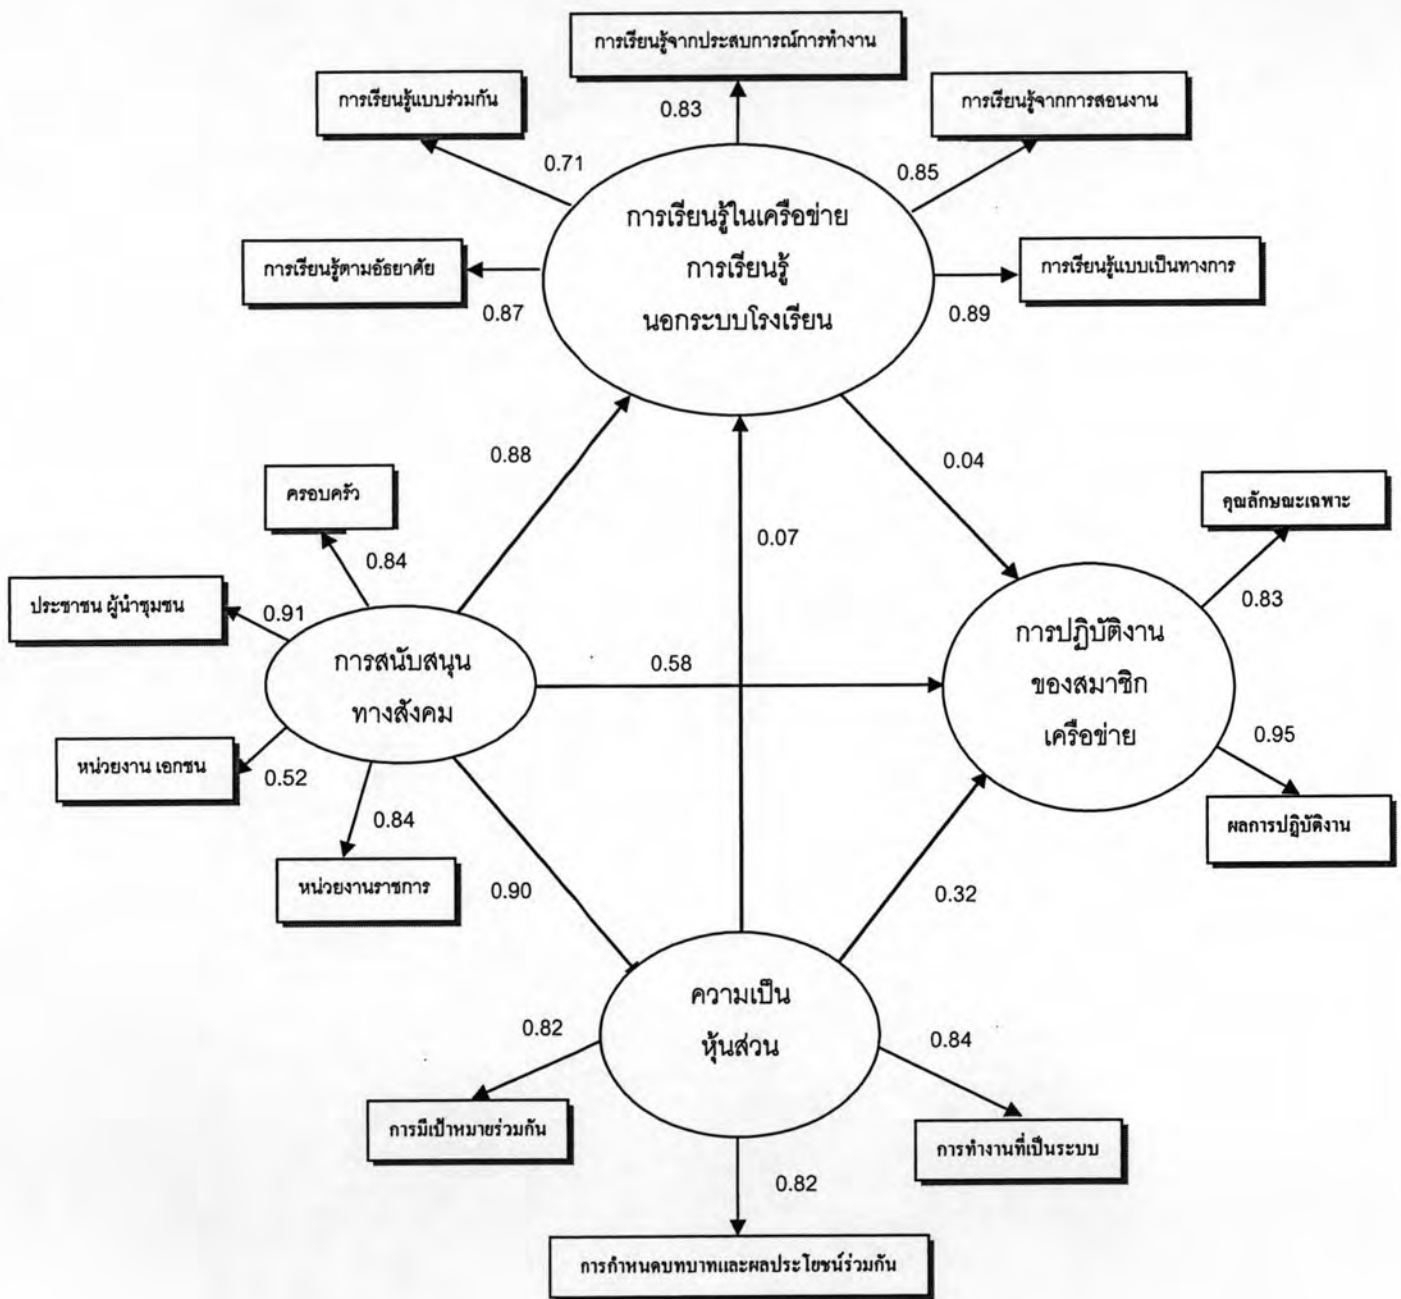 การเรียนรู้จากประสบการณ์การทำงาน
การเรียนรู้แบบร่วมกัน
0.83
การเรียนรู้จากการสอนงาน
0.71
0.85
การเรียนรู้ในเครือข่าย
การเรียนรู้
นอกระบบโรงเรียน
การเรียนรู้ตามอัธยาศัย
การเรียนรู้แบบเป็นทางการ
0.87
0.89
0.88
0.04
ครอบครัว
คุณลักษณะเฉพาะ
0.07
0.84
0.83
ประชาชน ผู้นำชุมชน
0.91
การสนับสนุน
ทางสังคม
0.58
การปฏิบัติงาน
ของสมาชิก
เครือข่าย
หน่วยงาน เอกชน
0.52
0.95
0.84
ผลการปฏิบัติงาน
หน่วยงานราชการ
0.90
0.32
ความเป็น
หุ้นส่วน
0.82
0.84
การมีเป้าหมายร่วมกัน
การทำงานที่เป็นระบบ
0.82
การกำหนดบทบาทและผลประโยชน์ร่วมกัน